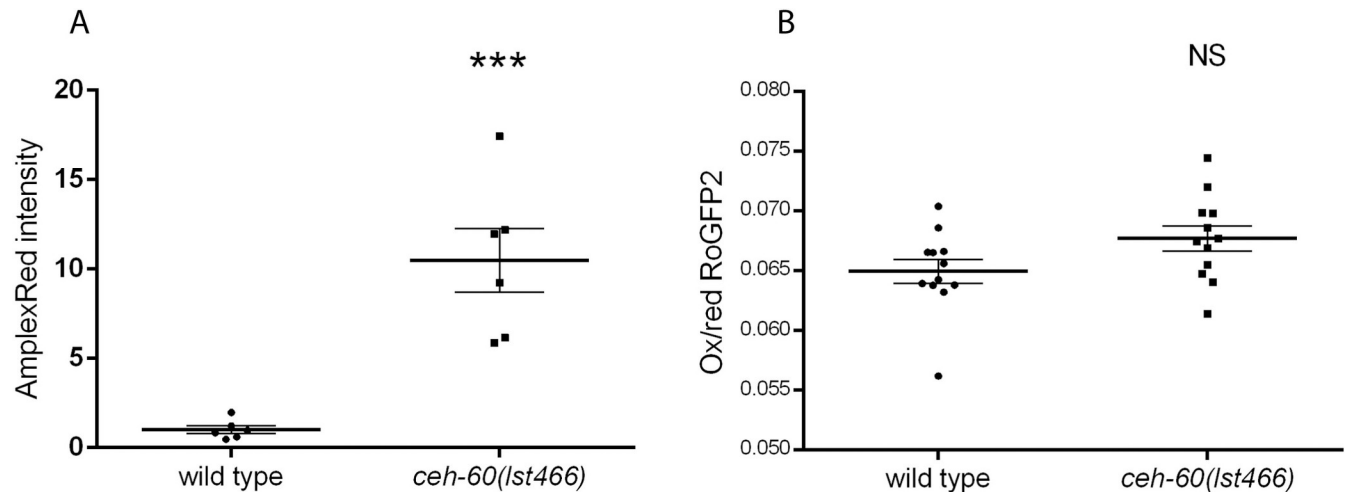 A
***
AmplexRed intensity
20
15
10
5
0
wild type
ceh-60(lst466)
B
NS
Ox/red RoGFP2
0.080
0.075
0.070
0.065
0.060
0.055
0.050
wild type
ceh-60(lst466)